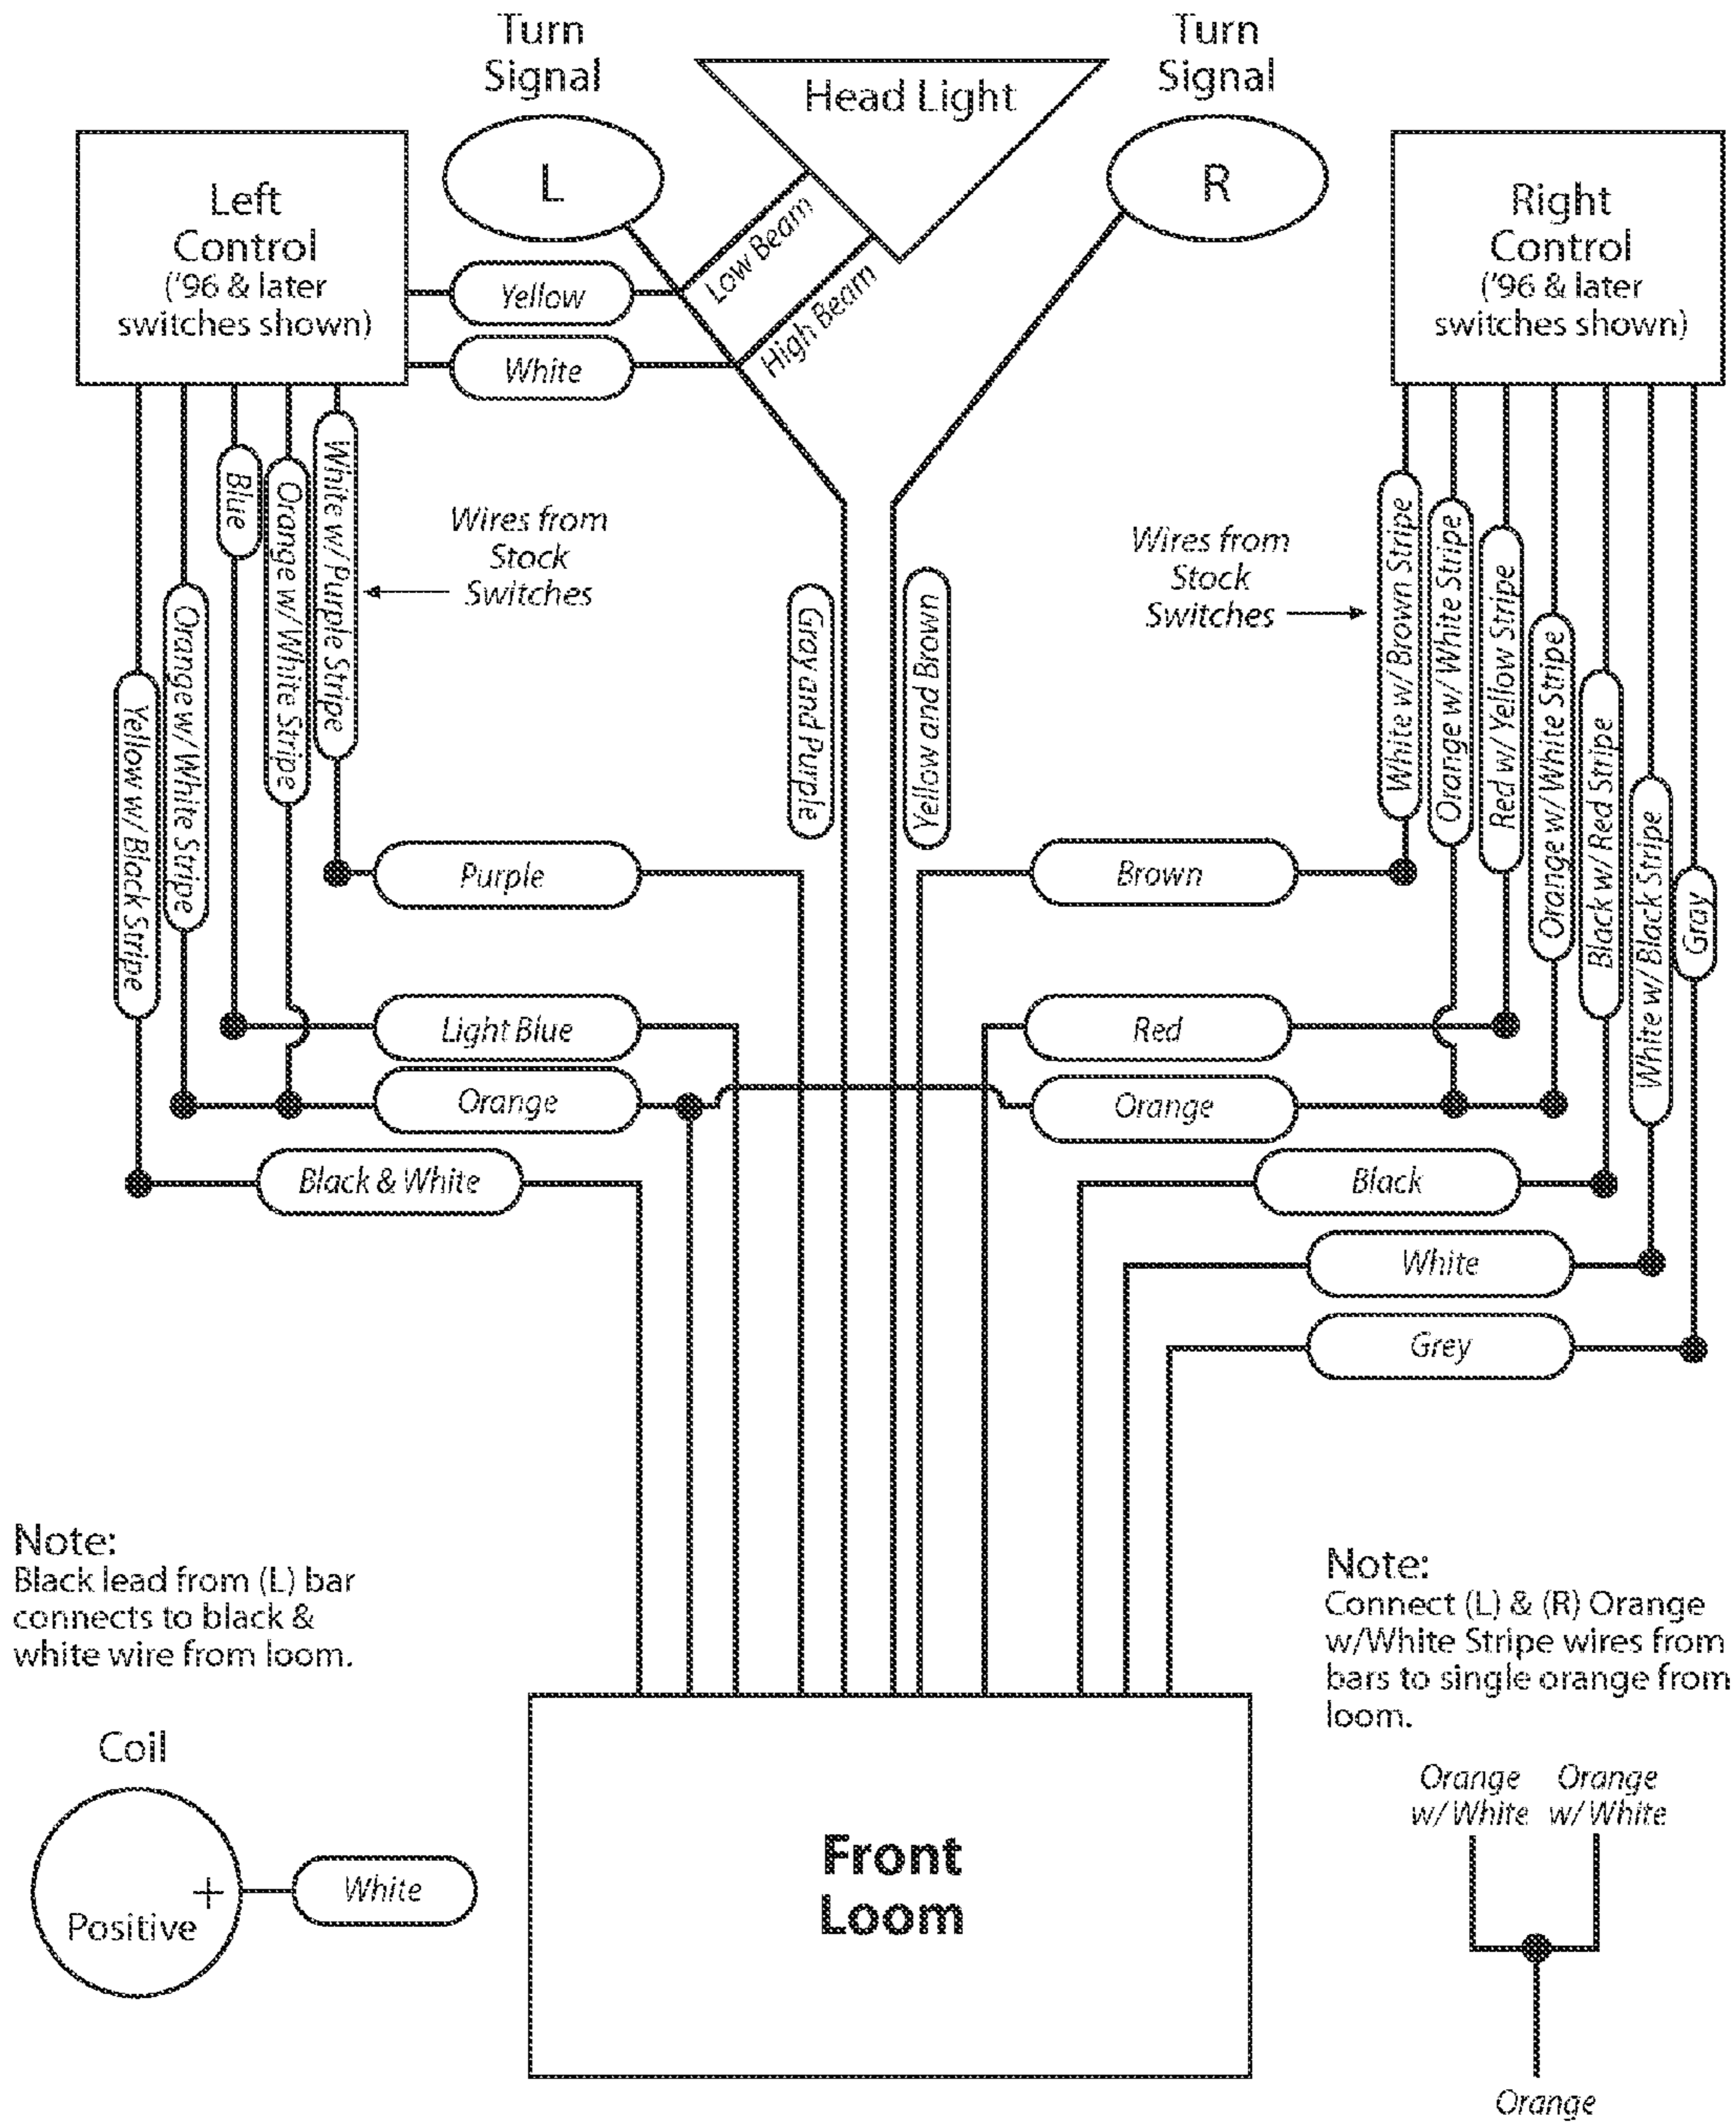 Turn
Signal
Turn
Signal
Head Light
L
R
Left
Control
('96 & later
switches shown)
Right
Control
('96 & later
switches shown)
Yellow
White
Low Beam
High Beam
Yellow w/ Black Stripe
Orange w/ White Stripe
Blue
Orange w/ White Stripe
White w/ Purple Stripe
Wires from
Stock
Switches
Gray and Purple
Yellow and Brown
Wires from
Stock
Switches
White w/ Brown Stripe
Orange w/ White Stripe
Red w/ Yellow Stripe
Orange w/ White Stripe
Black w/ Red Stripe
White w/ Black Stripe
Gray
Purple
Brown
Light Blue
Red
Orange
Orange
Black & White
Black
White
Grey
Note:
Black lead from (L) bar
connects to black &
white wire from loom.
Note:
Connect (L) & (R) Orange
w/White Stripe wires from
bars to single orange from
loom.
Coil
+
Positive
White
Front
Loom
Orange
w/ White
Orange
w/ White
Orange